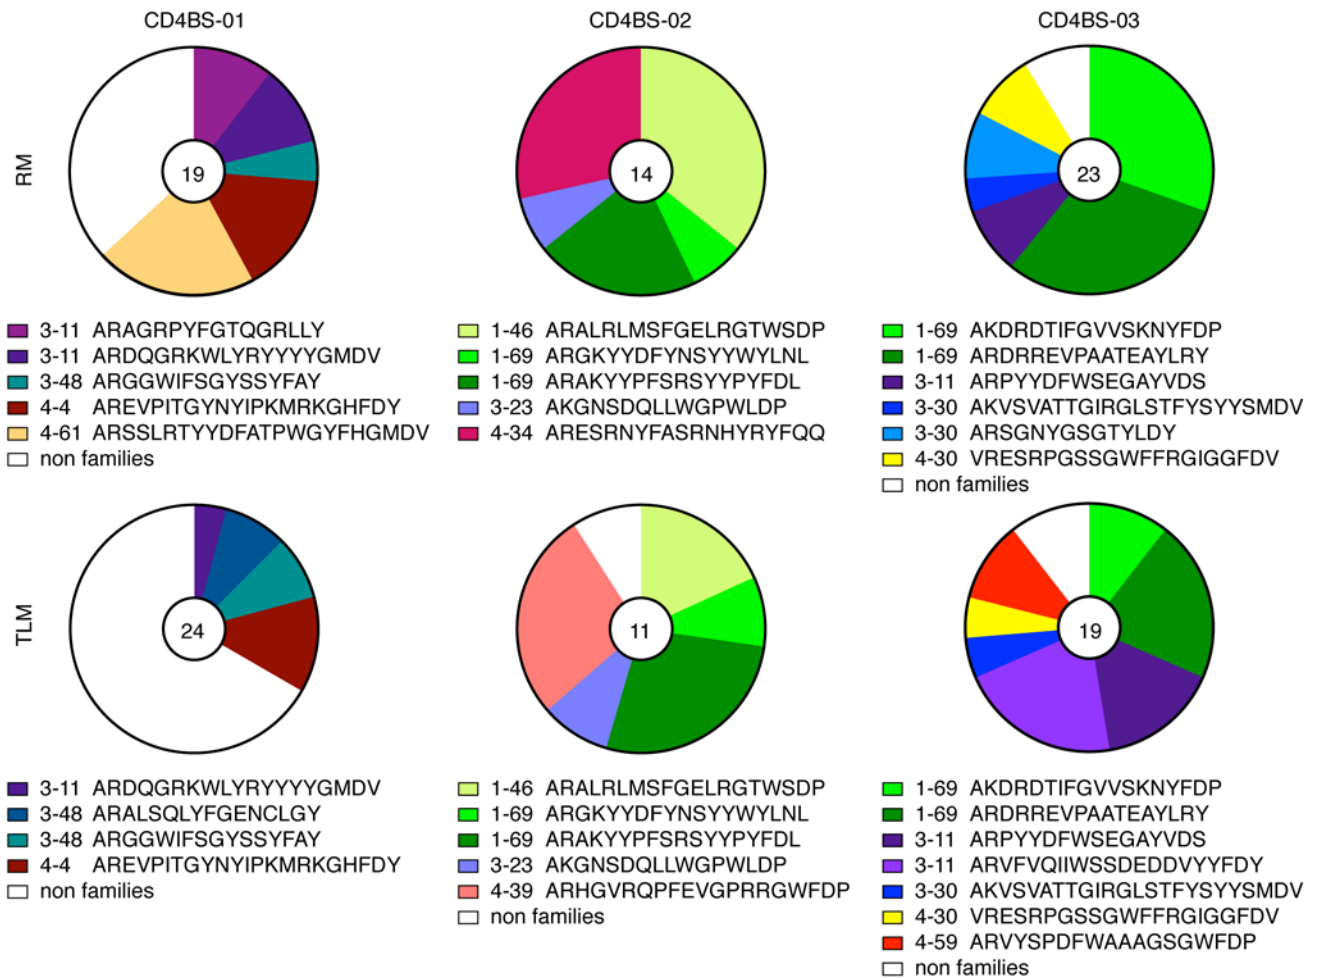 CD4BS-01
CD4BS-02
CD4BS-03
RM
19
14
23
3-11 ARAGRPYFGTQGRLLY
3-11 ARDQGRKWLYRYYYYGMDV
3-48 ARGGWIFSGYSSYFAY
4-4 AREVPITGYNYIPKMRKGHFDY
4-61 ARSSLRTYYDFATPWGYFHGMDV
non families
1-46 ARALRLMSFGELRGTWSDP
1-69 ARGKYYDFYNSYYWYLNL
1-69 ARAKYYPFSRSYYPYFDL
3-23 AKGNSDQLLWGPWLDP
4-34 ARESRNYFASRNHYRYFQQ
1-69 AKDRDTIFGVVSKNYFDP
1-69 ARDRREVPAATEAYLRY
3-11 ARPYYDFWSEGAYVDS
3-30 AKVSVATTGIRGLSTFYSYYSMDV
3-30 ARSGNYGSGTYLDY
4-30 VRESRPGSSGWFFRGIGGFDV
non families
TLM
24
11
19
3-11 ARDQGRKWLYRYYYYGMDV
3-48 ARALSQLYFGENCLGY
3-48 ARGGWIFSGYSSYFAY
4-4 AREVPITGYNYIPKMRKGHFDY
non families
1-46 ARALRLMSFGELRGTWSDP
1-69 ARGKYYDFYNSYYWYLNL
1-69 ARAKYYPFSRSYYPYFDL
3-23 AKGNSDQLLWGPWLDP
4-39 ARHGVRQPFEVGPRRGWFDP
non families
1-69 AKDRDTIFGVVSKNYFDP
1-69 ARDRREVPAATEAYLRY
3-11 ARPYYDFWSEGAYVDS
3-11 ARVFVQIIWSSDEDDVYYFDY
3-30 AKVSVATTGIRGLSTFYSYYSMDV
4-30 VRESRPGSSGWFFRGIGGFDV
4-59 ARVYSPDFWAAAGSGWFDP
non families